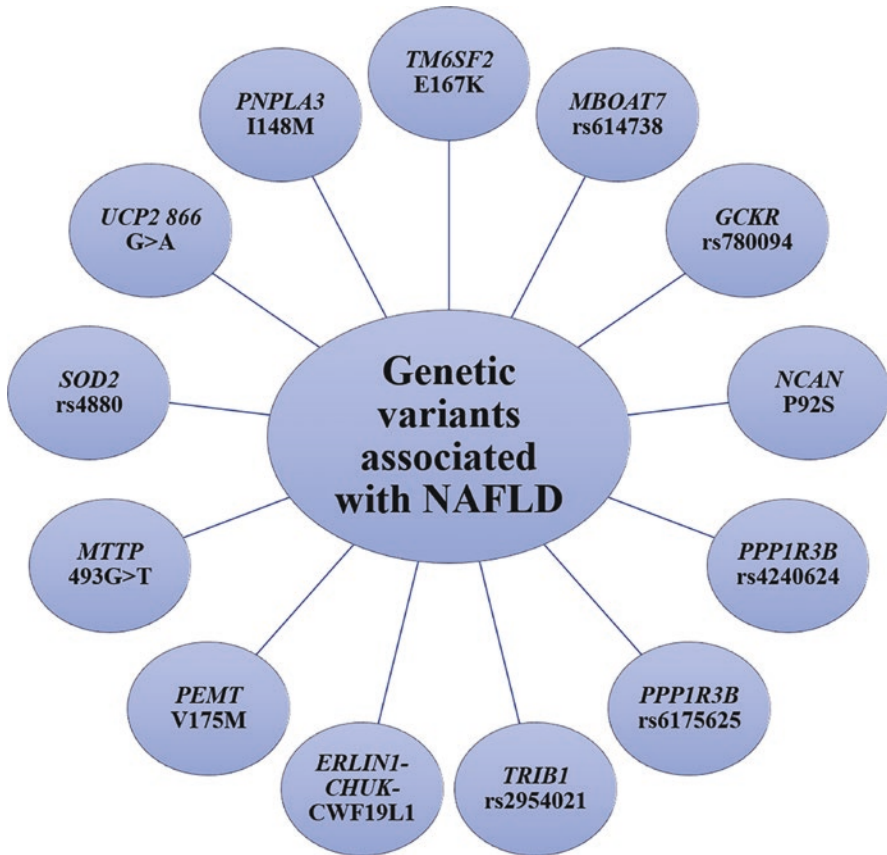 TM6SF2
E167K
MBOAT7
rs614738
GCKR
rs780094
NCAN
P92S
PPP1R3B
rs4240624
PPP1R3B
rs6175625
TRIB1
rs2954021
ERLIN1-
CHUK-
CWF19L1
PEMT
V175M
MTTP
493G>T
SOD2
rs4880
UCP2 866
G>A
PNPLA3
I148M
Genetic
variants
associated
with NAFLD